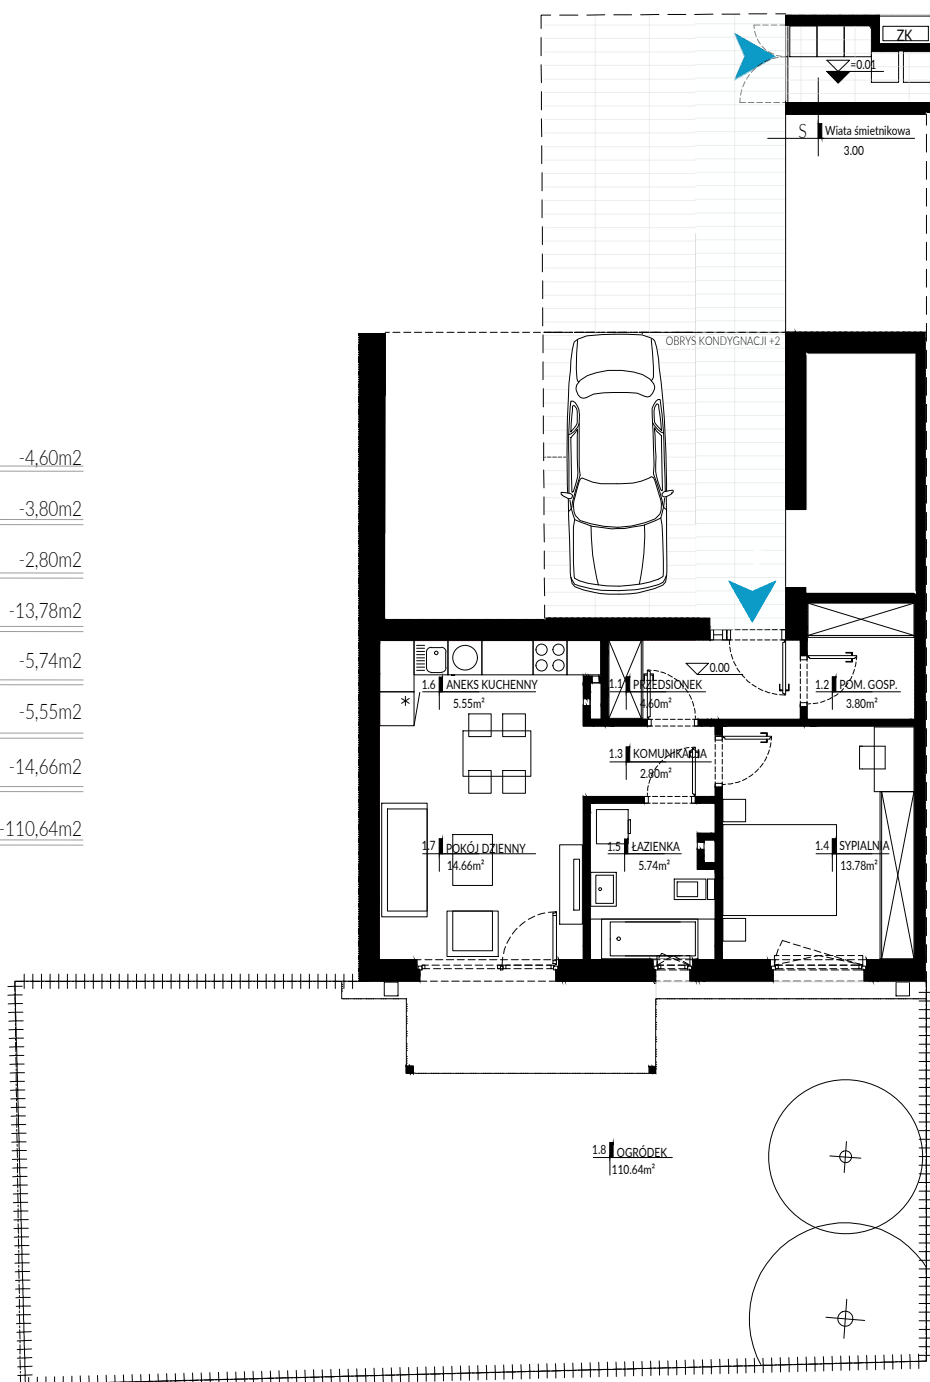 ZK
=0.01
S
Wiata śmietnikowa
3.00
OBRYS KONDYGNACJI +2
-4,60m2
-3,80m2
-2,80m2
-13,78m2
-5,74m2
-5,55m2
-14,66m2
-110,64m2
0.00
1.6 ANEKS KUCHENNY
5.55m²
1.1 PRZEDSIONEK
4.60m²
1.2 POM. GOSP.
3.80m²
1.3 KOMUNIKACJA
2.80m²
1.7 POKÓJ DZIENNY
14.66m²
1.5 ŁAZIENKA
5.74m²
1.4 SYPIALNIA
13.78m²
1.8 OGRÓDEK
110.64m²